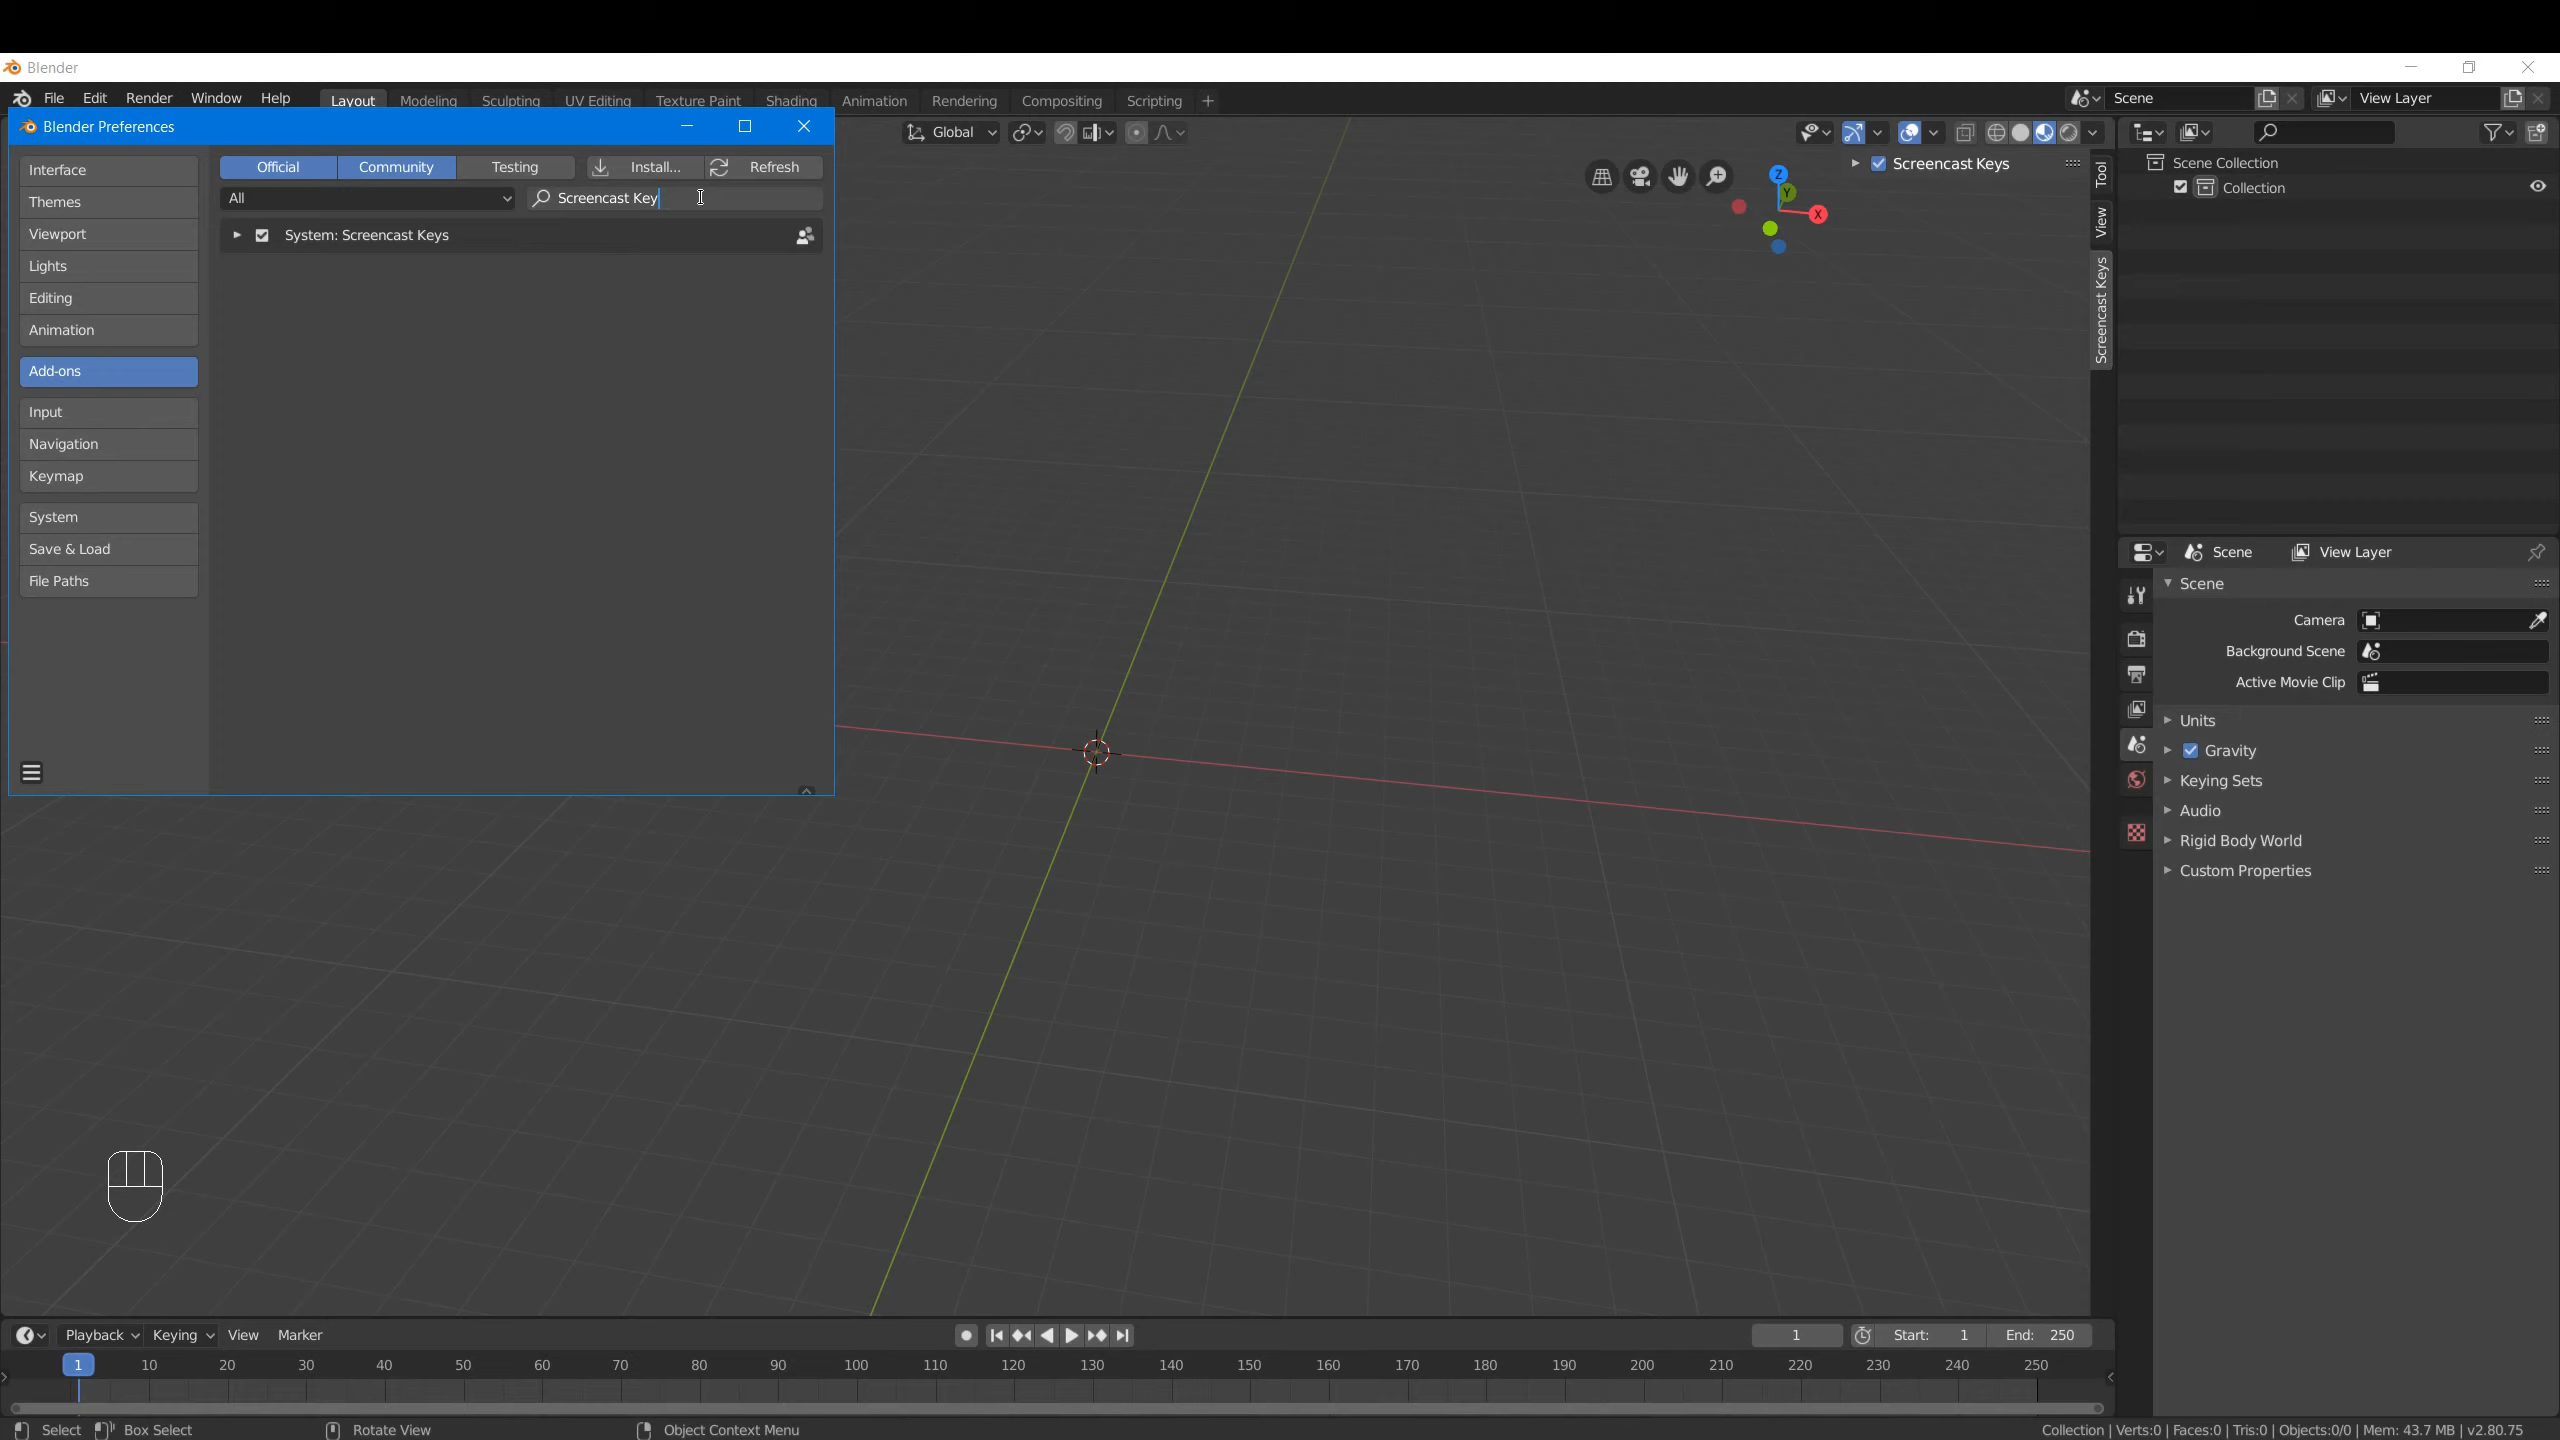 Blender
File Edit Render Window Help Layout Modeling Sculpting UV Editing Texture Paint Shading Animation Rendering Compositing Scripting + Scene View Layer
Blender Preferences
Global
Interface
Themes
Viewport
Lights
Editing
Animation
Add-ons
Input
Navigation
Keymap
System
Save & Load
File Paths
Official Community Testing Install... Refresh
All Screencast Key
System: Screencast Keys
Screencast Keys
Z
Y
X
Tool
View
Screencast Keys
Scene Collection
Collection
Scene View Layer
Scene
Camera
Background Scene
Active Movie Clip
Units
Gravity
Keying Sets
Audio
Rigid Body World
Custom Properties
Playback Keying View Marker 1 Start: 1 End: 250
1 10 20 30 40 50 60 70 80 90 100 110 120 130 140 150 160 170 180 190 200 210 220 230 240 250
Select Box Select Rotate View Object Context Menu Collection | Verts:0 | Faces:0 | Tris:0 | Objects:0/0 | Mem: 43.7 MB | v2.80.75